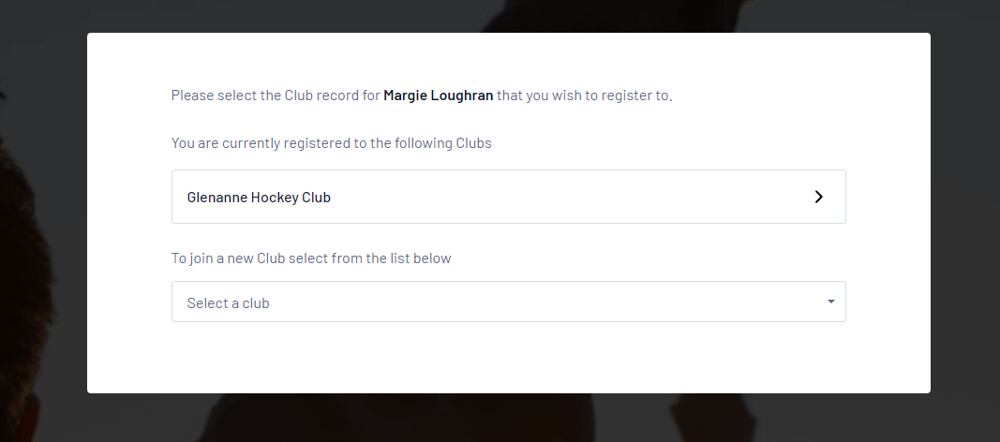 Please select the Club record for Margie Loughran that you wish to register to.
You are currently registered to the following Clubs
Glenanne Hockey Club
To join a new Club select from the list below
Select a club